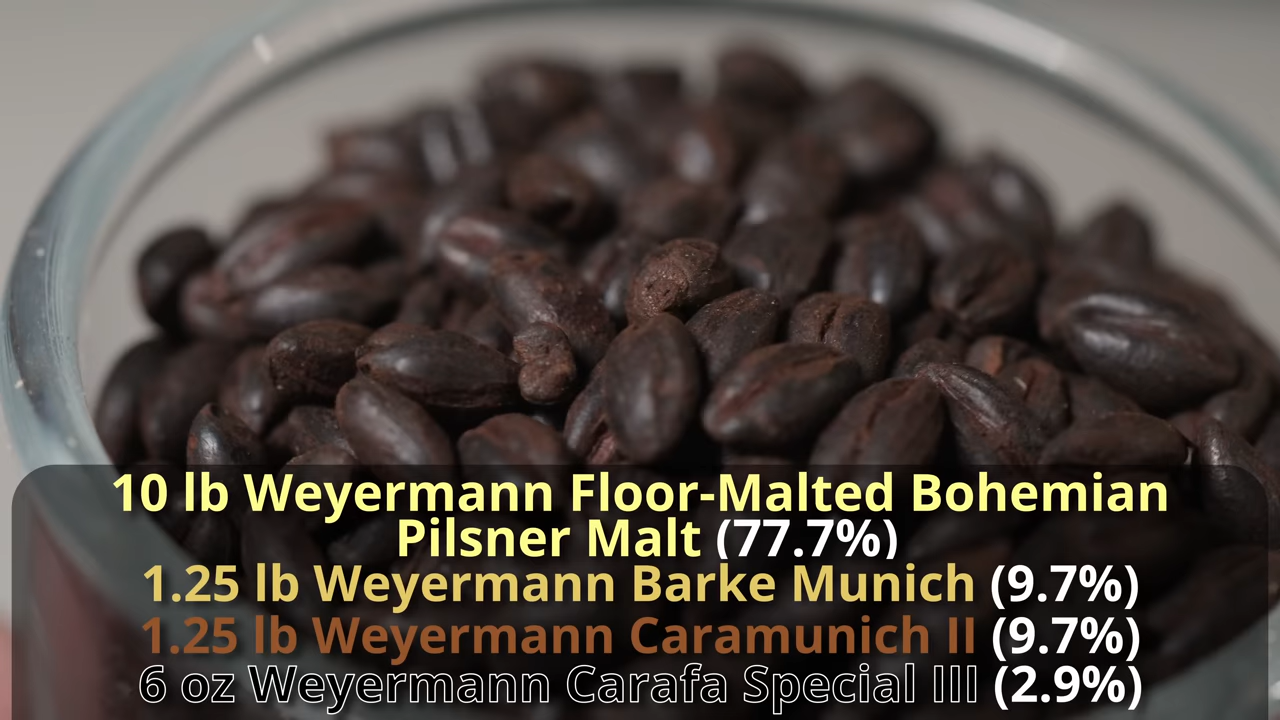 10 lb Weyermann Floor-Malted Bohemian
Pilsner Malt (77.7%)
1.25 lb Weyermann Barke Munich (9.7%)
1.25 lb Weyermann Caramunich II (9.7%)
6 oz Weyermann Carafa Special III (2.9%)